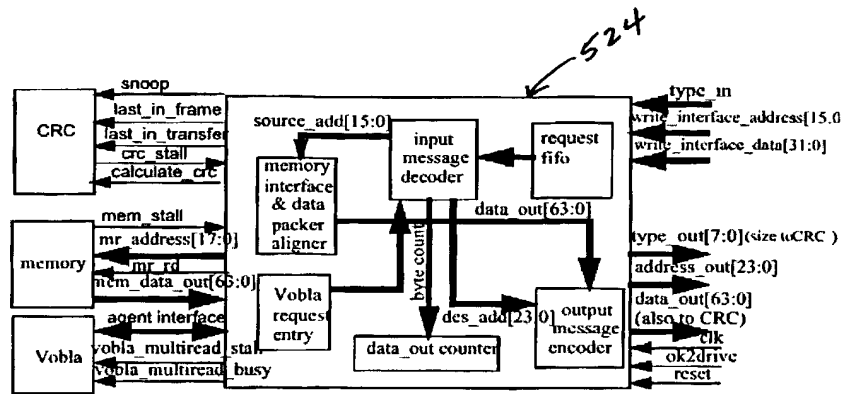 524
snoop
last_in_frame
last_in_transfer
crc_stall
calculate_crc
CRC
mem_stall
mr_address[17:0]
mr_rd
mem_data_out[63:0]
memory
agent interface
vobla_multiread_stall
vobla_multiread_busy
Vobla
source_add[15:0]
input
message
decoder
request
fifo
memory
interface
& data
packer
aligner
data_out[63:0]
byte count
Vobla
request
entry
des_add[23:0]
output
message
encoder
data_out counter
type_in
write_interface_address[15:0
write_interface_data[31:0]
type_out[7:0](size toCRC )
address_out[23:0]
data_out[63:0]
(also to CRC)
clk
ok2drive
reset